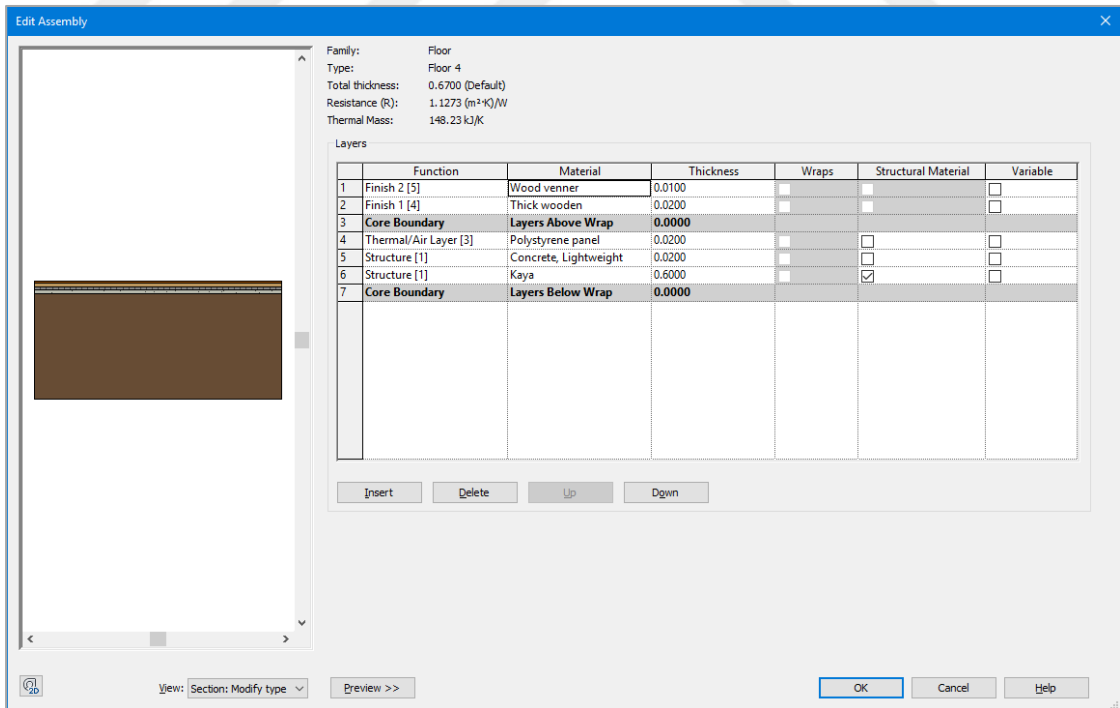 Edit Assembly
Family: Floor
Type: Floor 4
Total thickness: 0.6700 (Default)
Resistance (R): 1.1273 (m²·K)/W
Thermal Mass: 148.23 kJ/K
Layers
Function Material Thickness Wraps Structural Material Variable
1 Finish 2 [5] Wood venner 0.0100
2 Finish 1 [4] Thick wooden 0.0200
3 Core Boundary Layers Above Wrap 0.0000
4 Thermal/Air Layer [3] Polystyrene panel 0.0200
5 Structure [1] Concrete, Lightweight 0.0200
6 Structure [1] Kaya 0.6000
7 Core Boundary Layers Below Wrap 0.0000
Insert Delete Up Down
2D View: Section: Modify type Preview >> OK Cancel Help